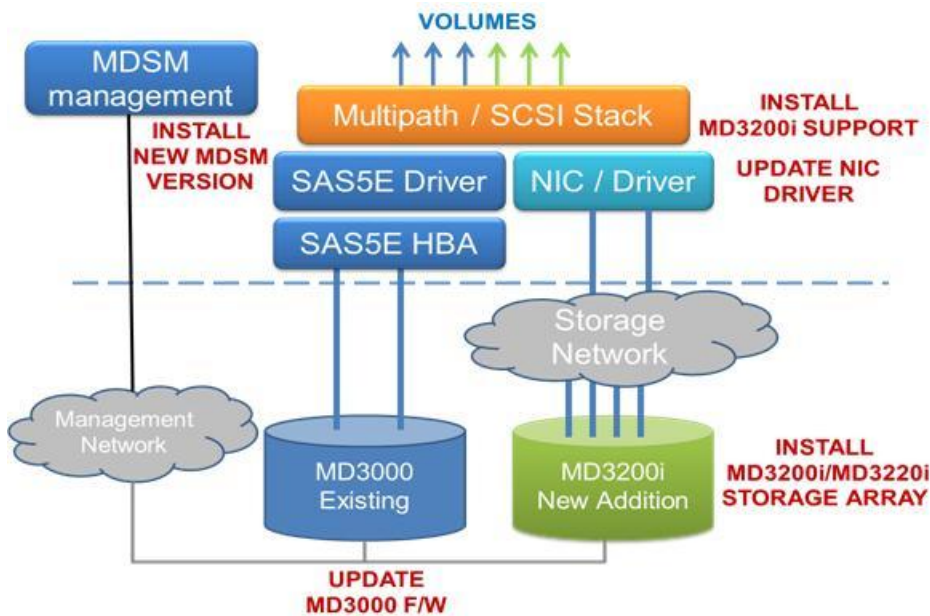 VOLUMES
MDSM
management
Multipath / SCSI Stack
INSTALL
MD3200i SUPPORT
INSTALL
NEW MDSM
VERSION
SAS5E Driver
NIC / Driver
UPDATE NIC
DRIVER
SAS5E HBA
Storage
Network
Management
Network
MD3000
Existing
MD3200i
New Addition
INSTALL
MD3200i/MD3220i
STORAGE ARRAY
UPDATE
MD3000 F/W